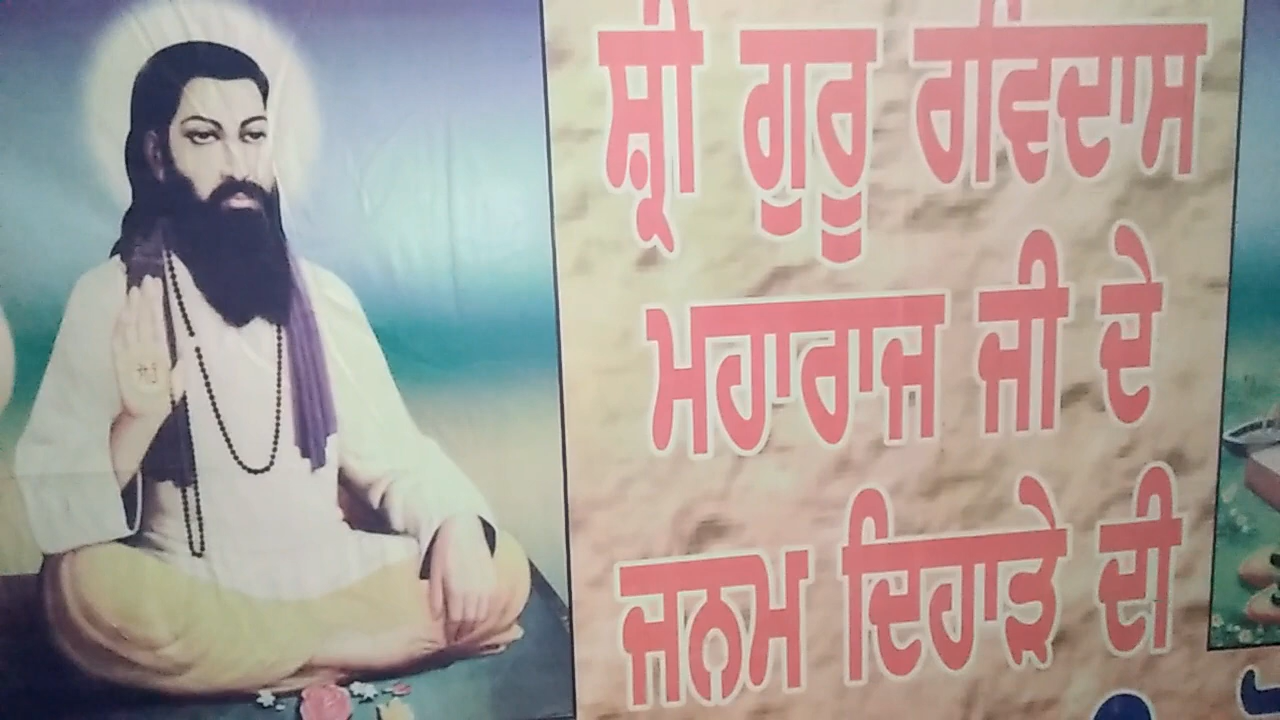 ਸ਼੍ਰੀ ਗੁਰੂ ਰਵਿਦਾਸ
ਮਹਾਰਾਜ ਜੀ ਦੇ
ਜਨਮ ਦਿਹਾੜੇ ਦੀ